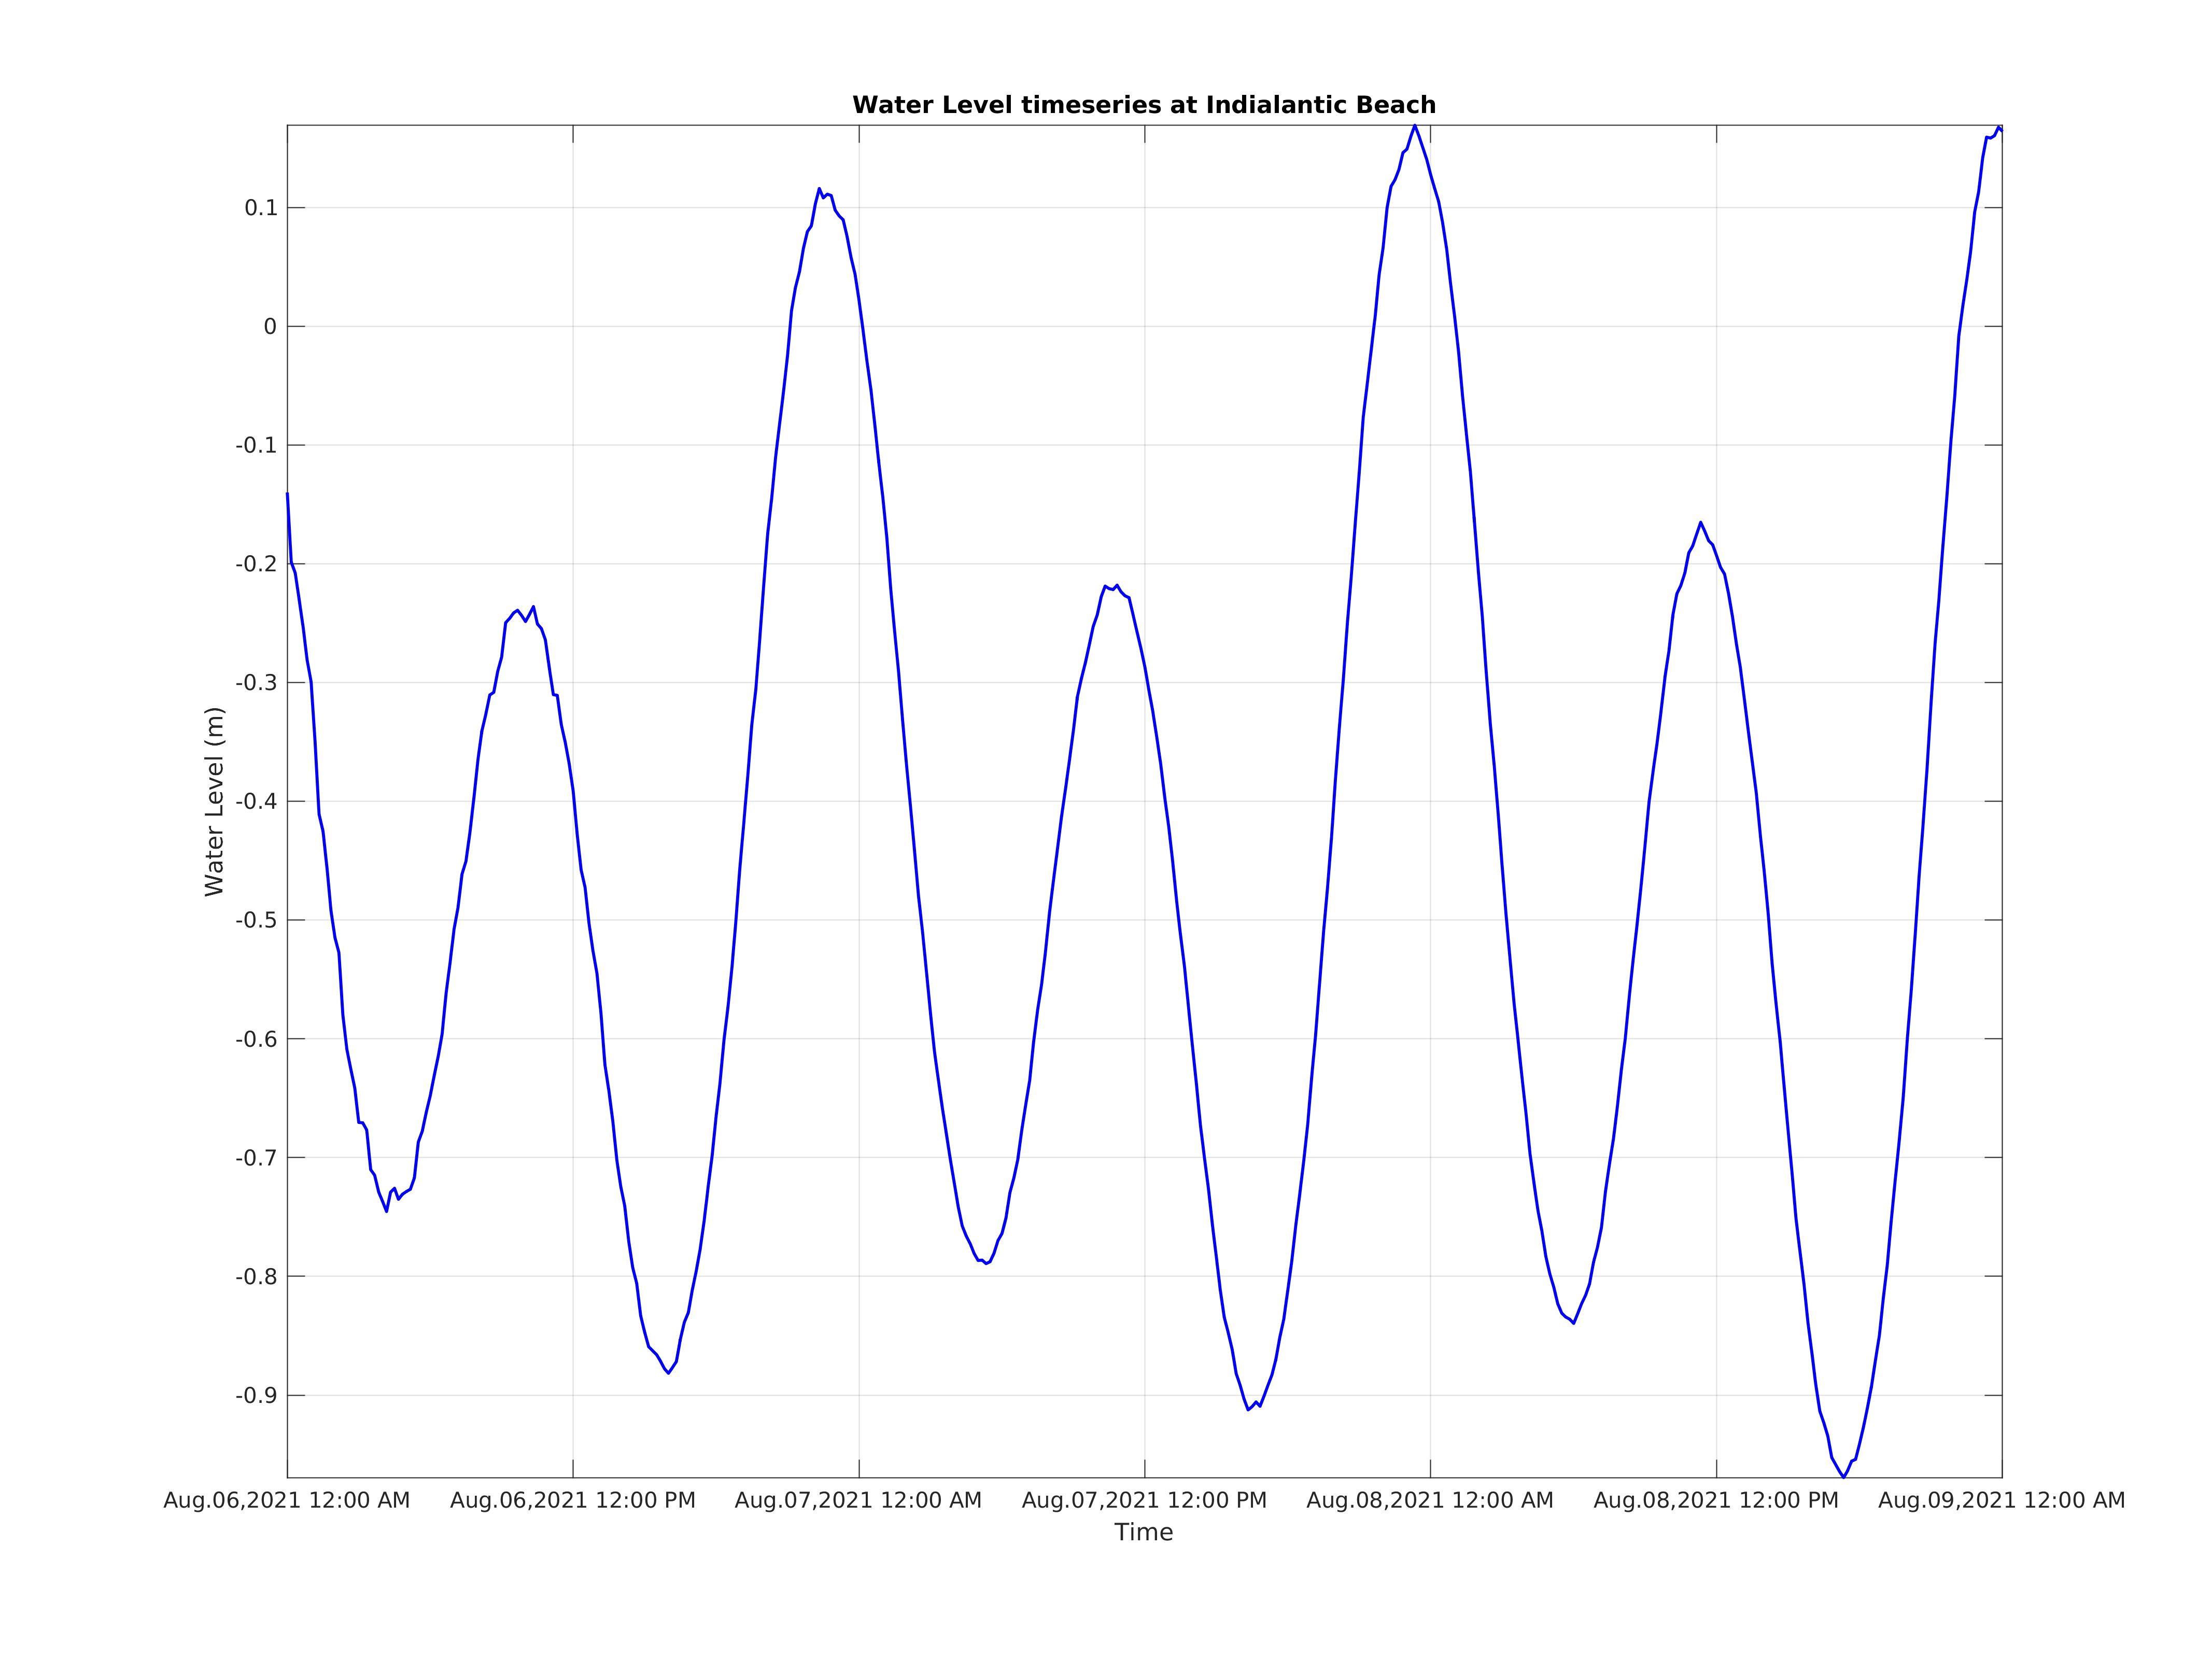 Water Level timeseries at Indialantic Beach
0.1
0
-0.1
-0.2
-0.3
-0.4
-0.5
-0.6
-0.7
-0.8
-0.9
Water Level (m)
Aug.06,2021 12:00 AM
Aug.06,2021 12:00 PM
Aug.07,2021 12:00 AM
Aug.07,2021 12:00 PM
Aug.08,2021 12:00 AM
Aug.08,2021 12:00 PM
Aug.09,2021 12:00 AM
Time